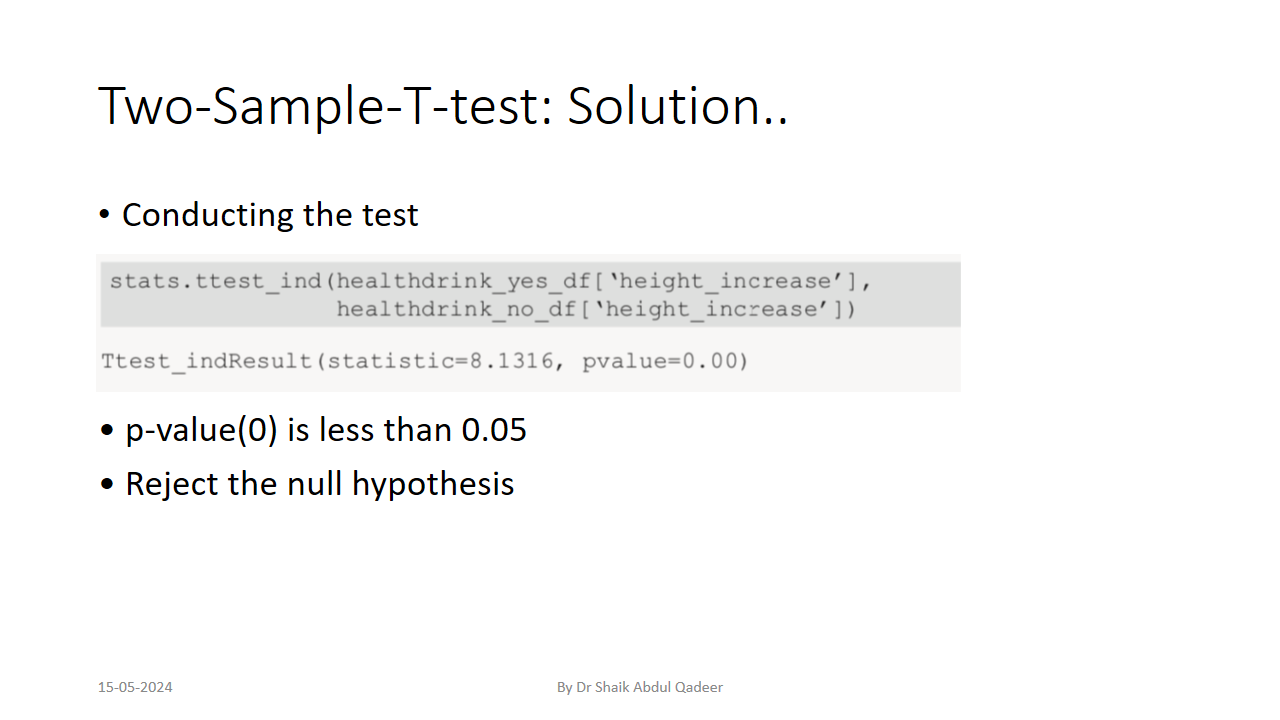 Two-Sample-T-test: Solution..
• Conducting the test
stats.ttest_ind(healthdrink_yes_df[‘height_increase’],
healthdrink_no_df[‘height_increase’])
Ttest_indResult(statistic=8.1316, pvalue=0.00)
• p-value(0) is less than 0.05
• Reject the null hypothesis
15-05-2024
By Dr Shaik Abdul Qadeer